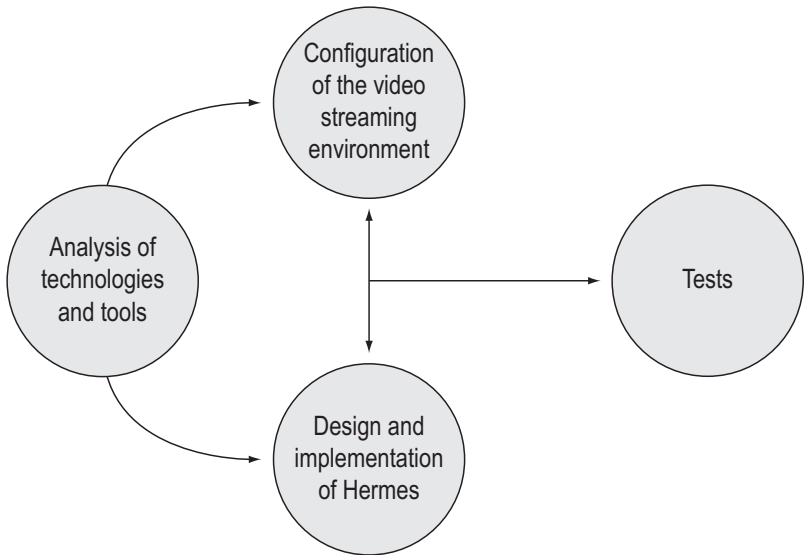 Configuration
of the video
streaming
environment
Analysis of
technologies
and tools
Tests
Design and
implementation
of Hermes